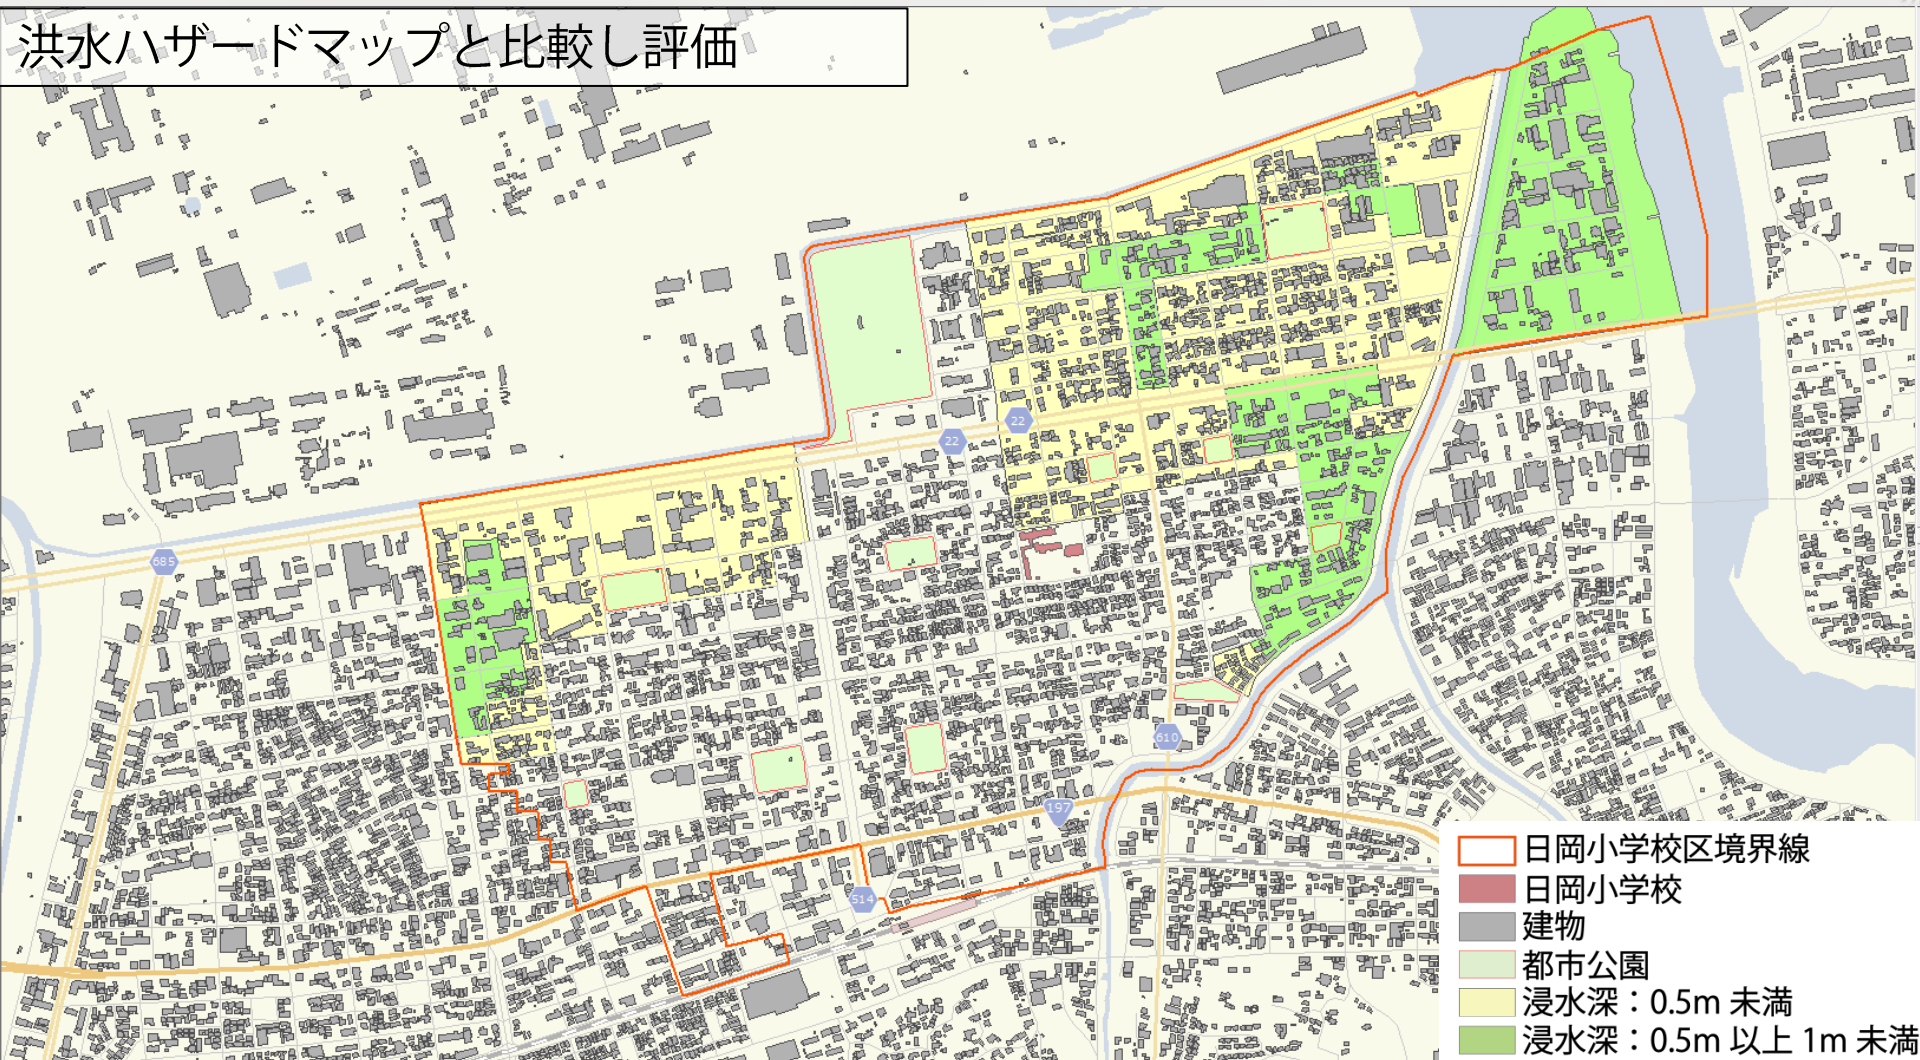 洪水ハザードマップと比較し評価
22
22
685
610
197
514
日岡小学校区境界線
日岡小学校
建物
都市公園
浸水深：0.5m 未満
浸水深：0.5m 以上 1m 未満